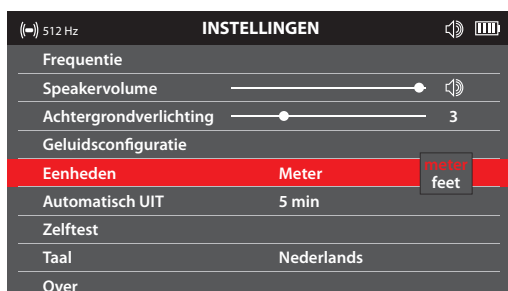 512 Hz INSTELLINGEN
Frequentie
Speakervolume
Achtergrondverlichting 3
Geluidsconfiguratie
Eenheden Meter meter
feet
Automatisch UIT 5 min
Zelftest
Taal Nederlands
Over